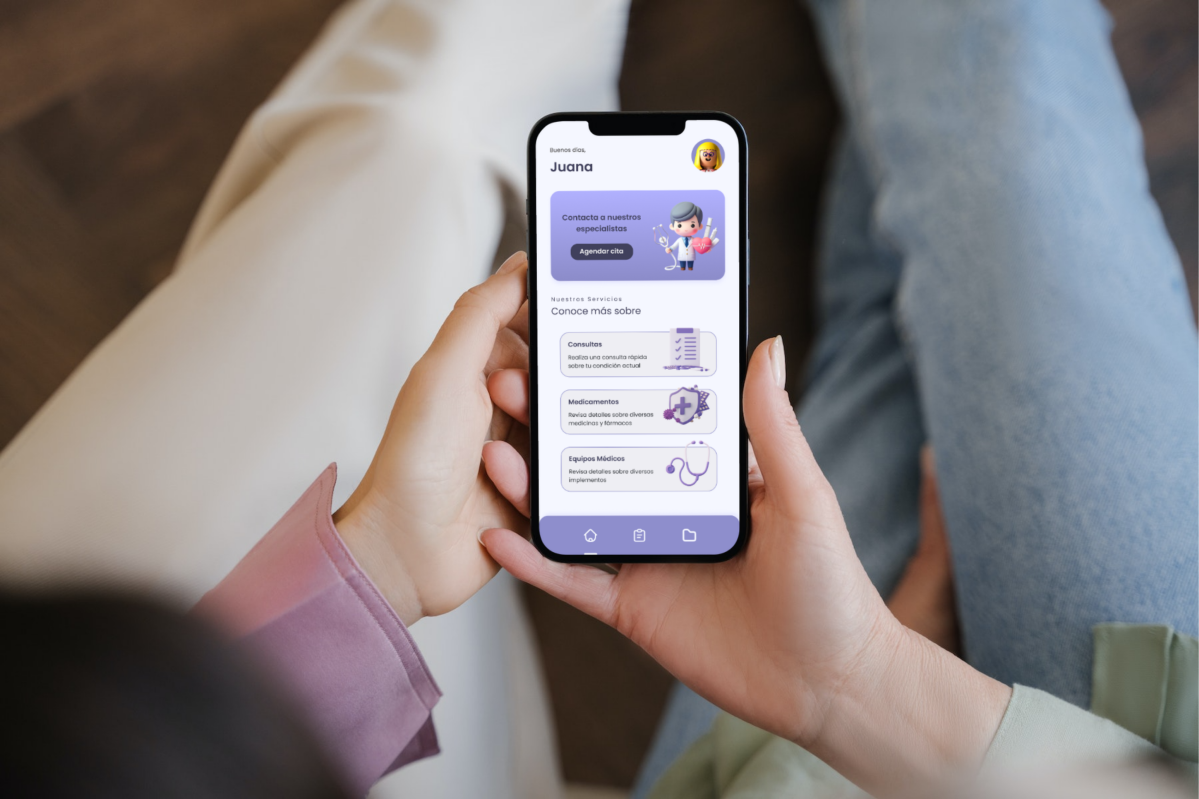 Buenos días,
Juana
Contacta a nuestros
especialistas
Agendar cita
Nuestros Servicios
Conoce más sobre
Consultas
Realiza una consulta rápida
sobre tu condición actual
Medicamentos
Revisa detalles sobre diversas
medicinas y fármacos
Equipos Médicos
Revisa detalles sobre diversos
implementos